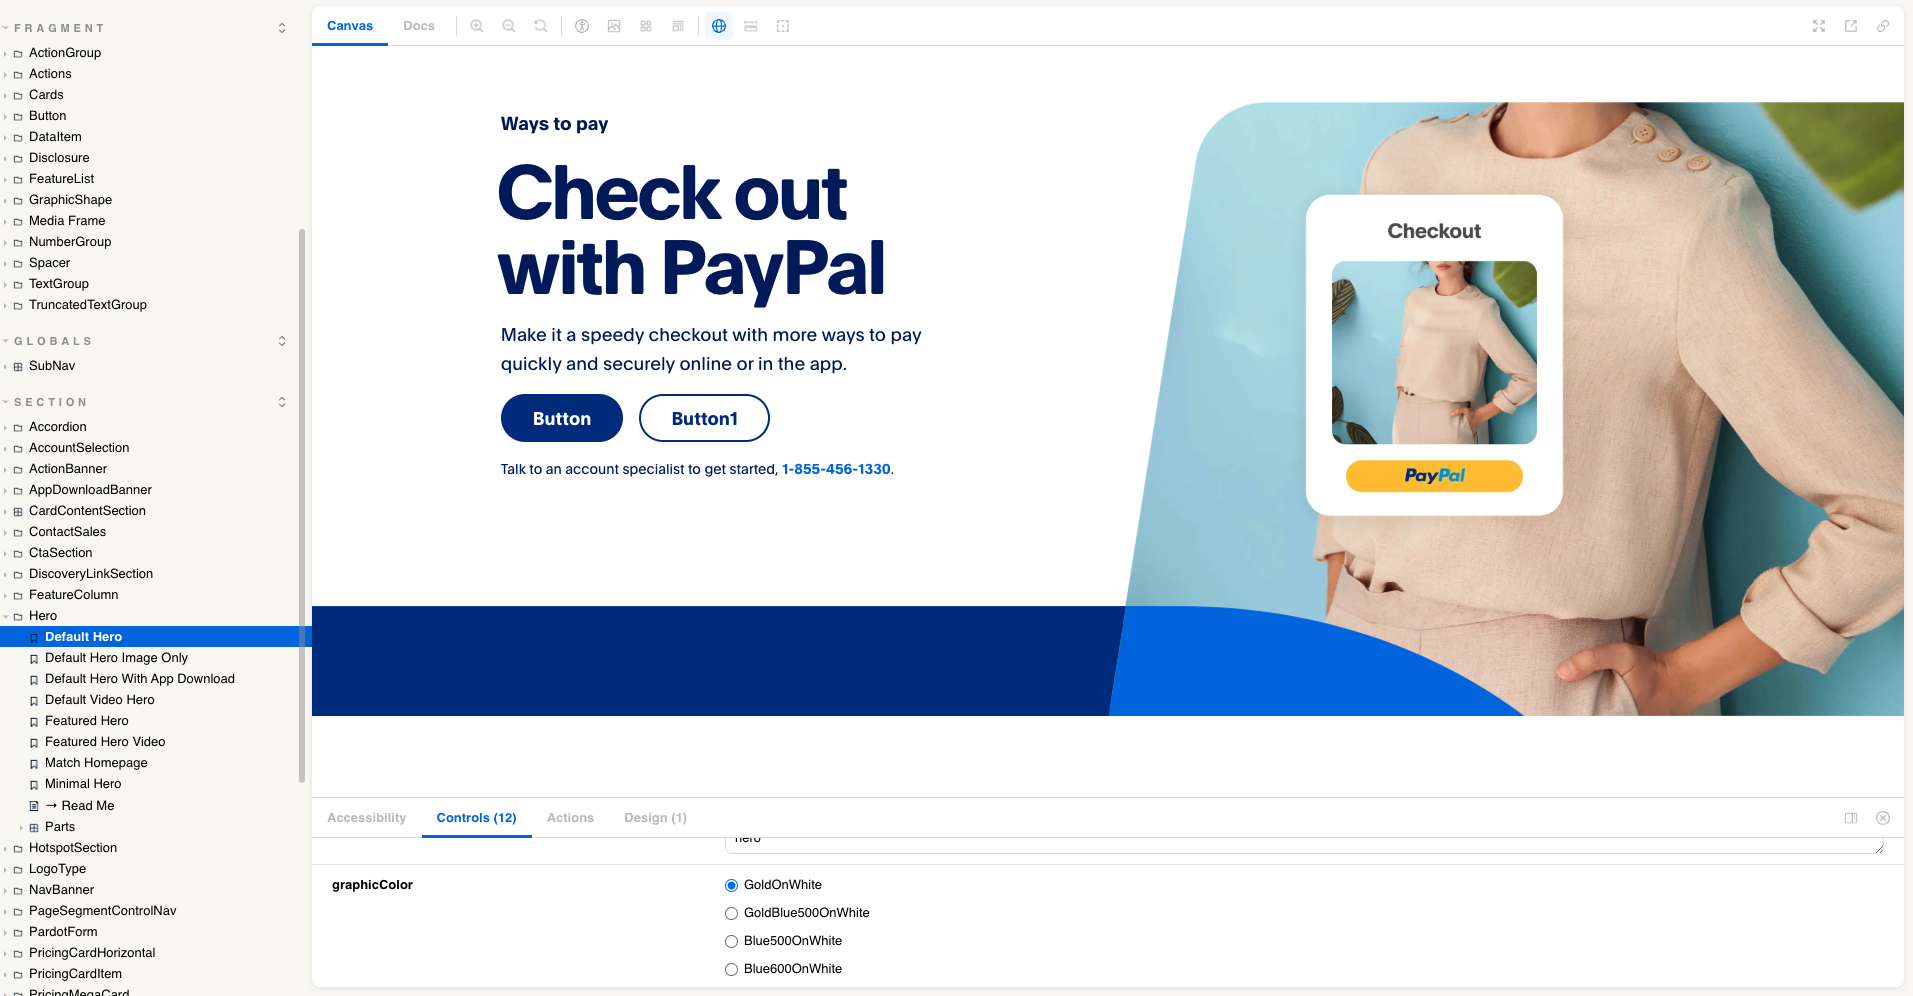 FRAGMENT
ActionGroup
Actions
Cards
Button
DataItem
Disclosure
FeatureList
GraphicShape
Media Frame
NumberGroup
Spacer
TextGroup
TruncatedTextGroup
GLOBALS
SubNav
SECTION
Accordion
AccountSelection
ActionBanner
AppDownloadBanner
CardContentSection
ContactSales
CtaSection
DiscoveryLinkSection
FeatureColumn
Hero
Default Hero
Default Hero Image Only
Default Hero With App Download
Default Video Hero
Featured Hero
Featured Hero Video
Match Homepage
Minimal Hero
→ Read Me
Parts
HotspotSection
LogoType
NavBanner
PageSegmentControlNav
PardotForm
PricingCardHorizontal
PricingCardItem
PricingMegaCard
Canvas
Docs
Ways to pay
Check out
with PayPal
Make it a speedy checkout with more ways to pay
quickly and securely online or in the app.
Button
Button1
Talk to an account specialist to get started, 1-855-456-1330.
Checkout
PayPal
Accessibility
Controls (12)
Actions
Design (1)
hero
graphicColor
GoldOnWhite
GoldBlue500OnWhite
Blue500OnWhite
Blue600OnWhite